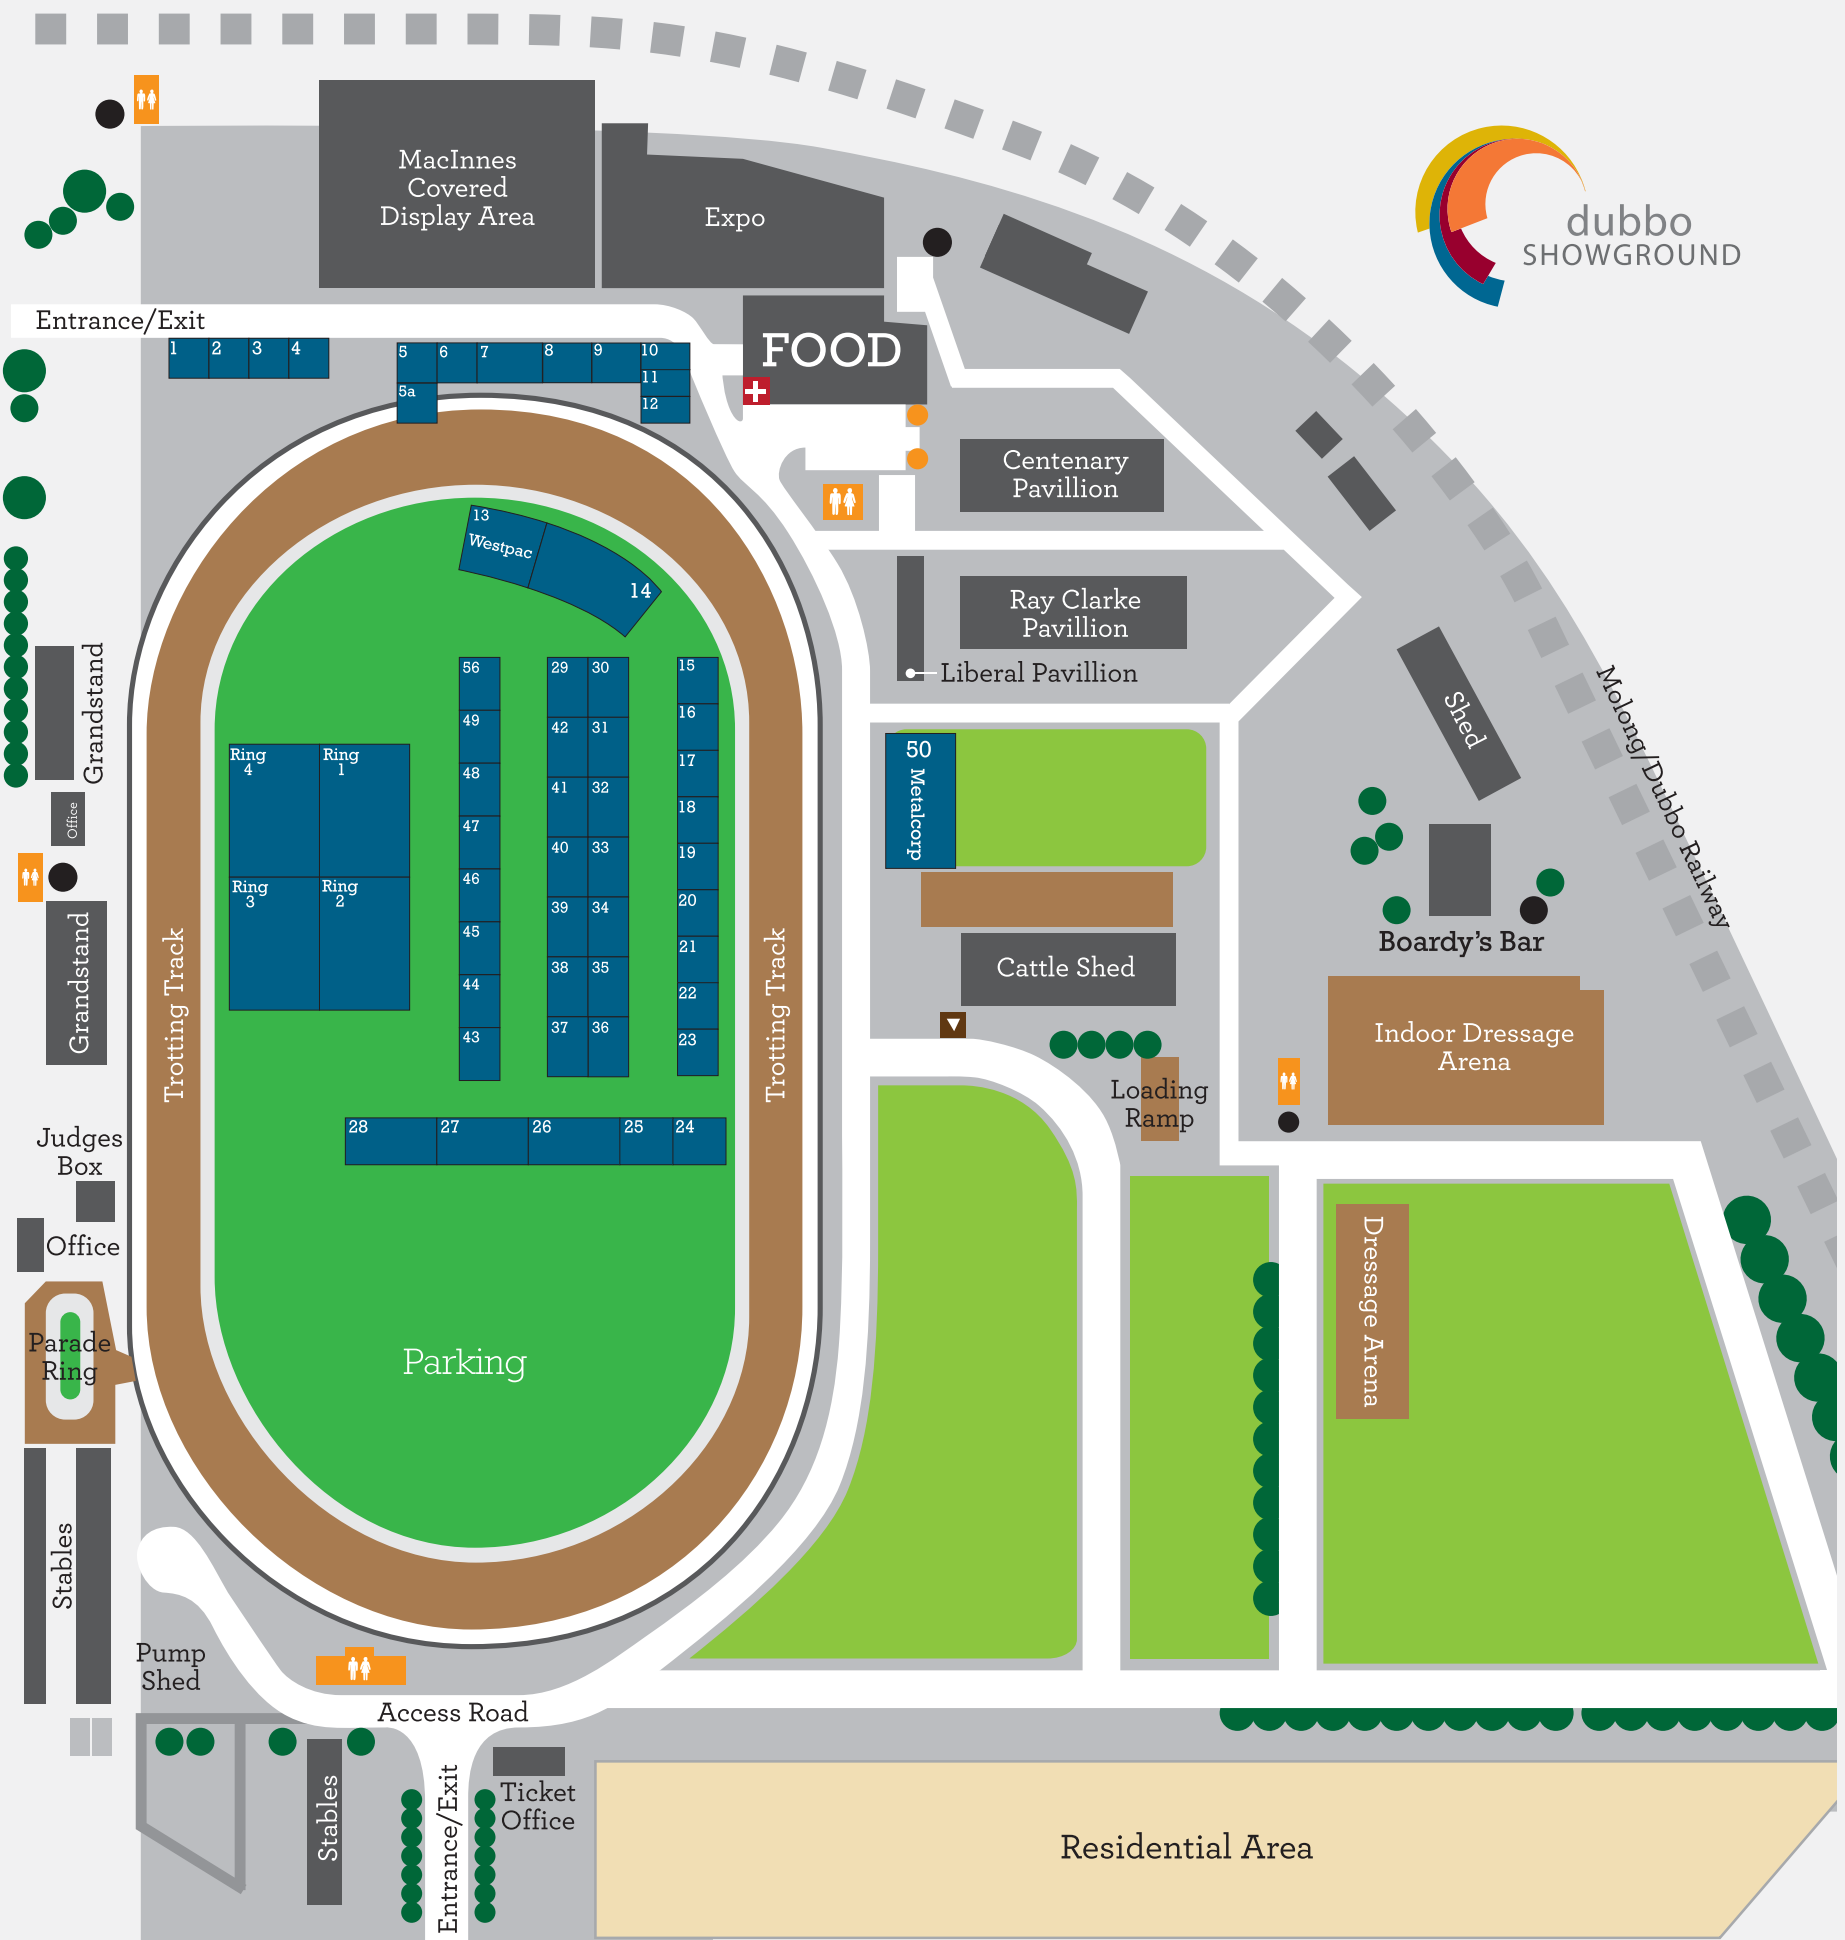 MacInnes
Covered
Display Area
Expo
dubbo
SHOWGROUND
Entrance/Exit
1
2
3
4
5
6
7
8
9
10
11
12
5a
FOOD
Centenary
Pavillion
13
Westpac
14
Ray Clarke
Pavillion
Liberal Pavillion
Grandstand
Office
Grandstand
Shed
Molong/Dubbo Railway
56
49
48
47
46
45
44
43
29
30
42
31
41
32
40
33
39
34
38
35
37
36
15
16
17
18
19
20
21
22
23
Ring
4
Ring
1
Ring
3
Ring
2
50
Metalcorp
Trotting Track
Trotting Track
Cattle Shed
Boardy's Bar
Indoor Dressage
Arena
Loading
Ramp
28
27
26
25
24
Judges
Box
Office
Parade
Ring
Parking
Dressage Arena
Stables
Pump
Shed
Access Road
Stables
Entrance/Exit
Ticket
Office
Residential Area